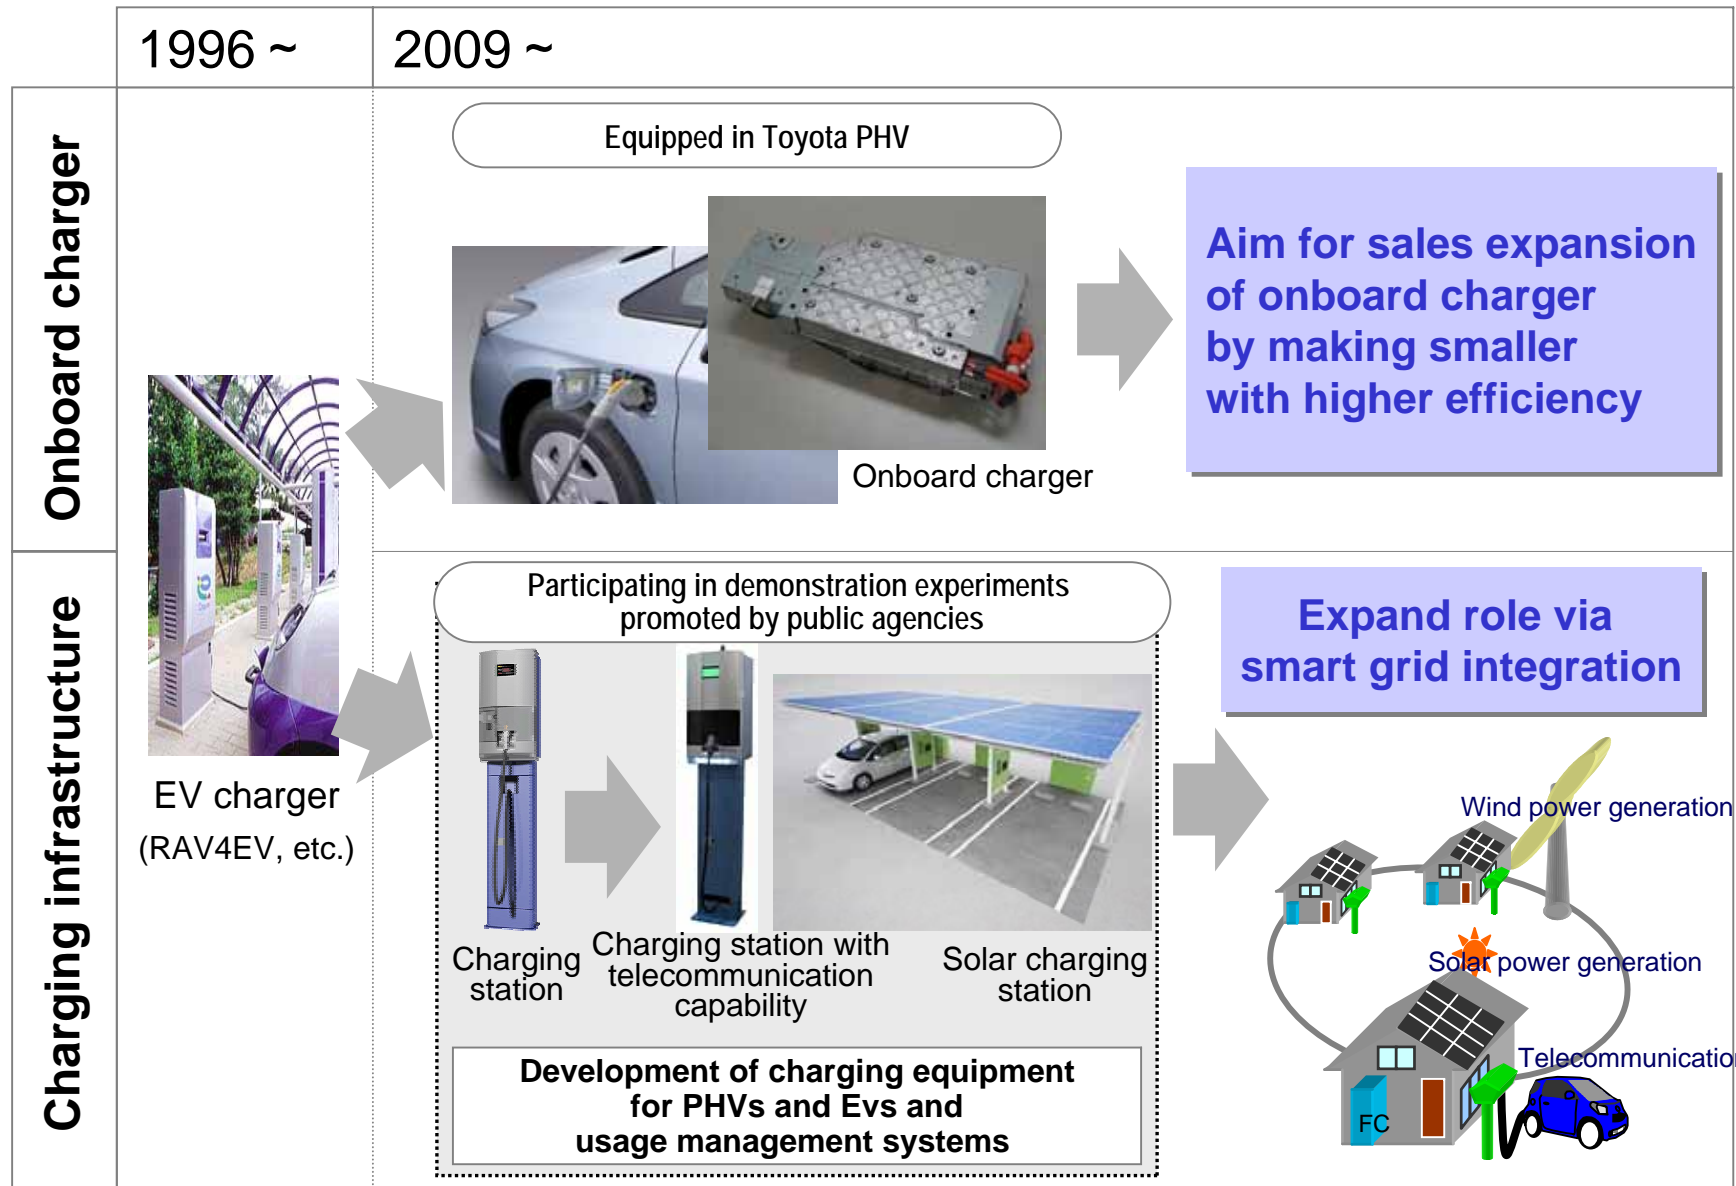 1996 ~
2009 ~
Onboard charger
Equipped in Toyota PHV
Onboard charger
Aim for sales expansion
of onboard charger
by making smaller
with higher efficiency
Charging infrastructure
EV charger
(RAV4EV, etc.)
Participating in demonstration experiments
promoted by public agencies
Charging
station
Charging station with
telecommunication
capability
Solar charging
station
Development of charging equipment
for PHVs and Evs and
usage management systems
Expand role via
smart grid integration
Wind power generation
Solar power generation
Telecommunication
FC